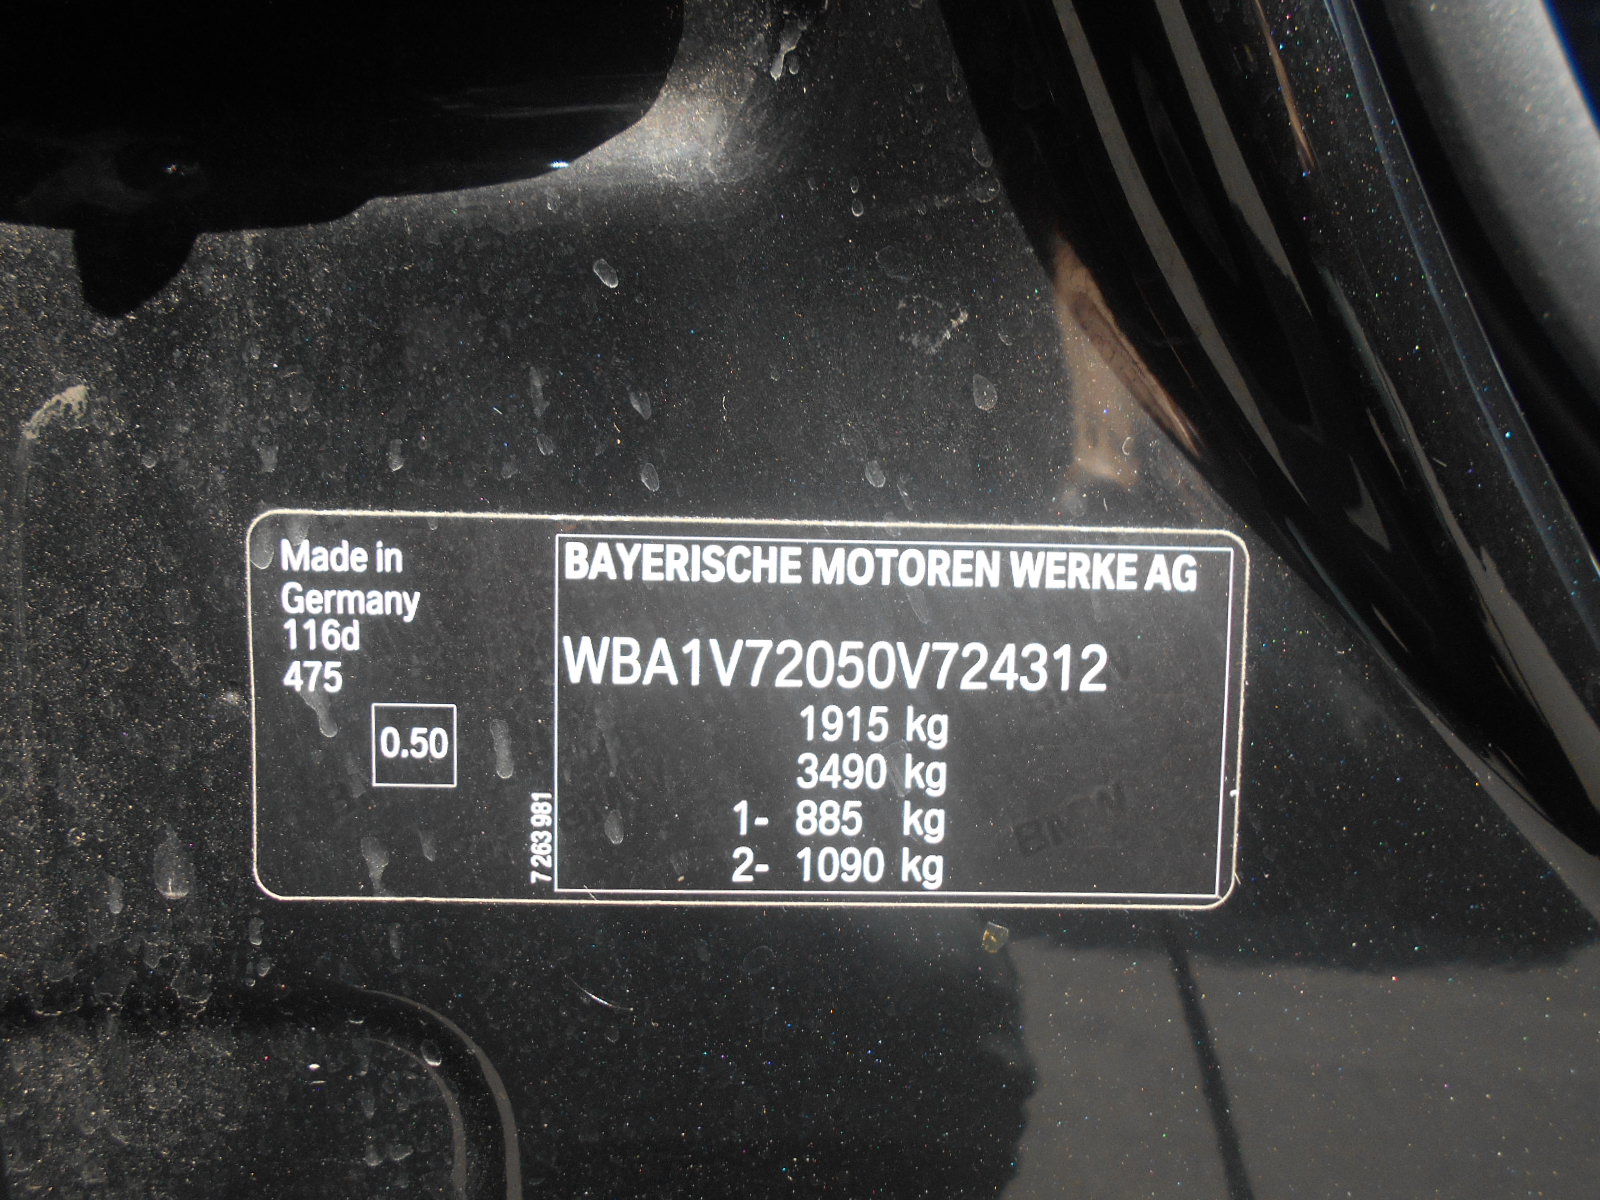 Made in
Germany
116d
475
0.50
7 263 981
BAYERISCHE MOTOREN WERKE AG
WBA1V72050V724312
1915 kg
3490 kg
1- 885 kg
2- 1090 kg
BMW